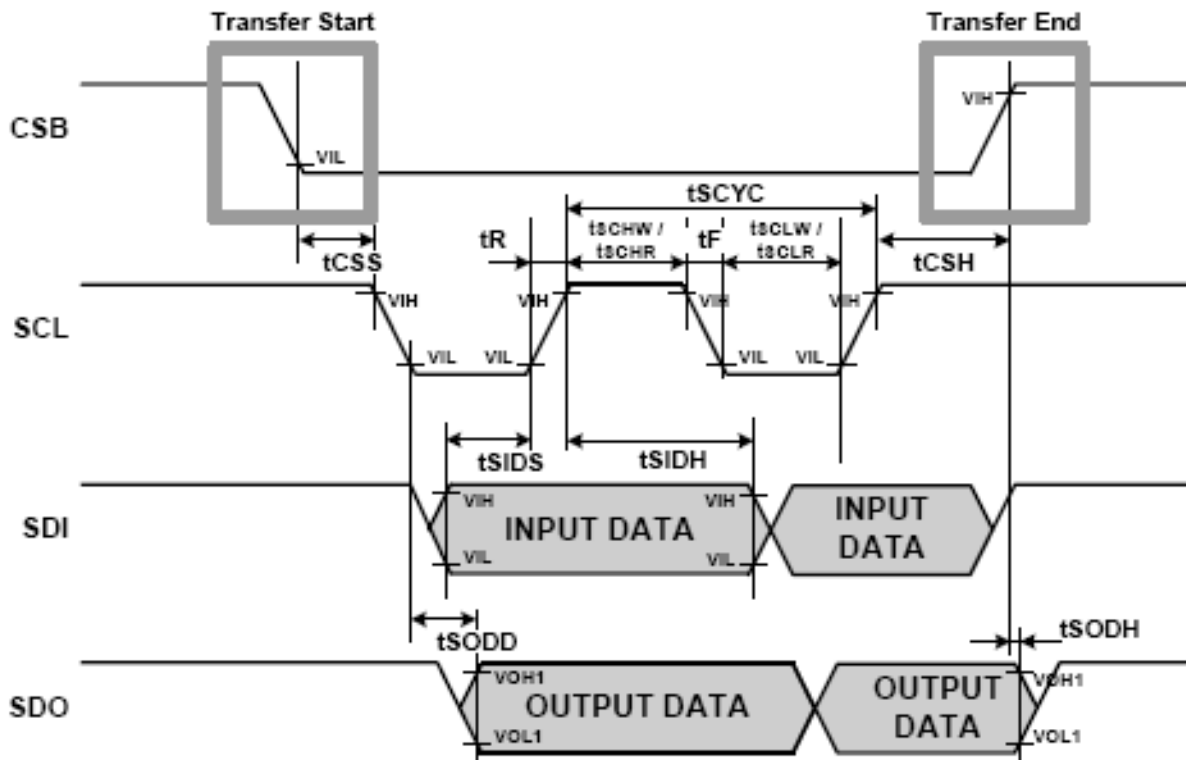 Transfer Start
Transfer End
CSB
VIL
VIH
tSCYC
tCSS
tR
tSCHW /
tSCHR
tF
tSCLW /
tSCLR
tCSH
SCL
VIH
VIH
VIH
VIH
VIL
VIL
VIL
VIL
tSIDS
tSIDH
SDI
VIH
VIL
INPUT DATA
VIH
VIL
INPUT
DATA
tSODD
tSODH
SDO
VOH1
VOL1
OUTPUT DATA
OUTPUT
DATA
VOH1
VOL1